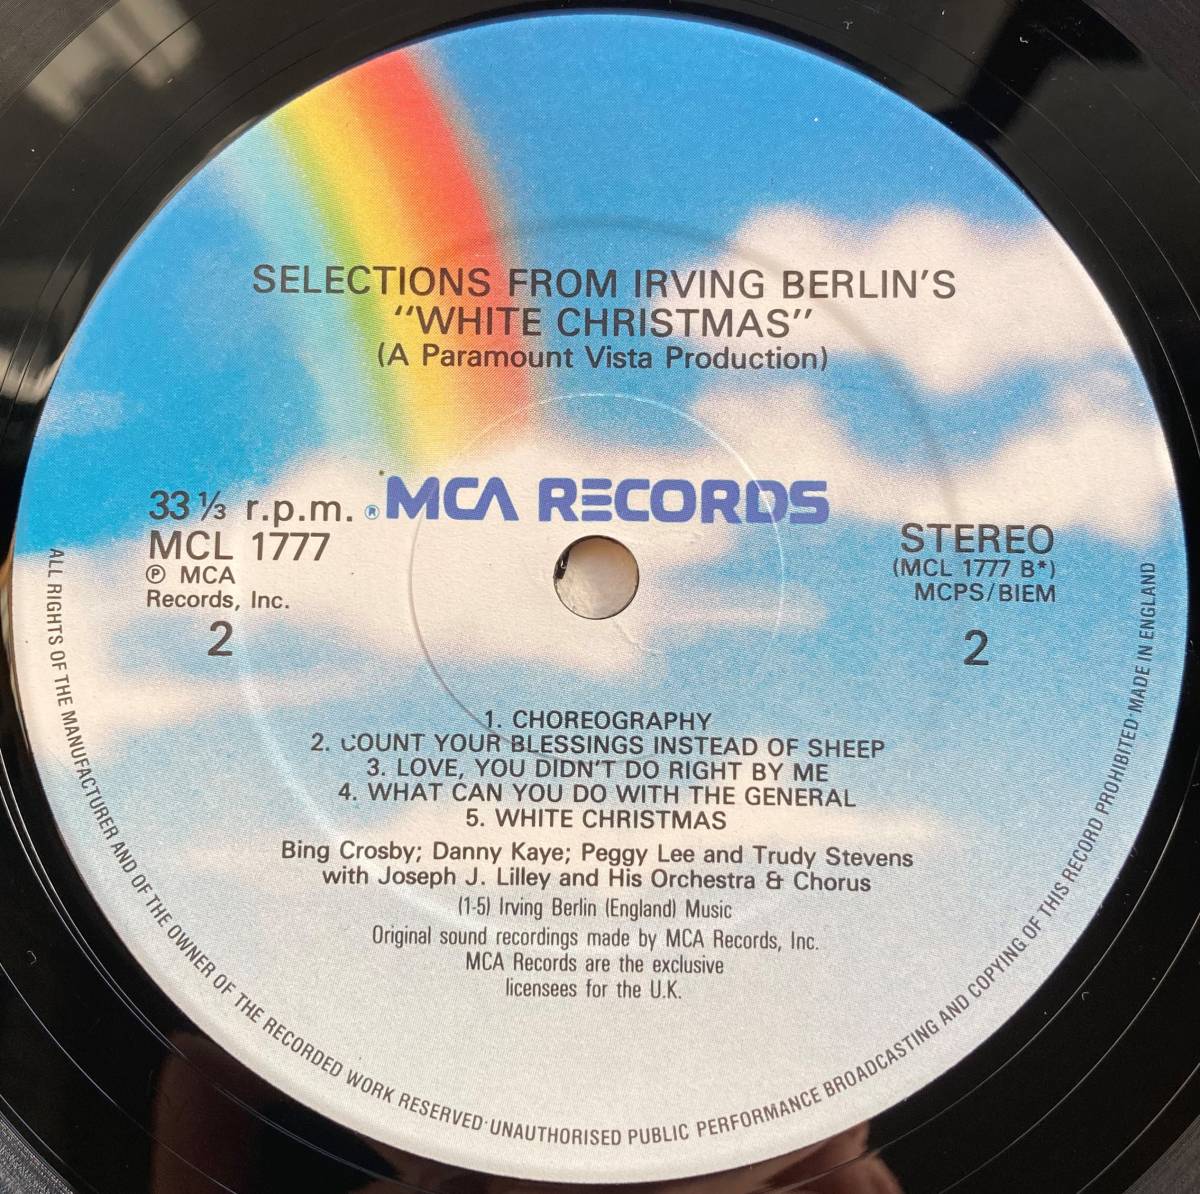 SELECTIONS FROM IRVING BERLIN'S
"WHITE CHRISTMAS"
(A Paramount Vista Production)
33 ⅓ r.p.m.
® MCA RECORDS
MCL 1777
℗ MCA
Records, Inc.
2
STEREO
(MCL 1777 B*)
MCPS/BIEM
2
1. CHOREOGRAPHY
2. COUNT YOUR BLESSINGS INSTEAD OF SHEEP
3. LOVE, YOU DIDN'T DO RIGHT BY ME
4. WHAT CAN YOU DO WITH THE GENERAL
5. WHITE CHRISTMAS
Bing Crosby; Danny Kaye; Peggy Lee and Trudy Stevens
with Joseph J. Lilley and His Orchestra & Chorus
(1-5) Irving Berlin (England) Music
Original sound recordings made by MCA Records, Inc.
MCA Records are the exclusive
licensees for the U.K.
ALL RIGHTS OF THE MANUFACTURER AND OF THE OWNER OF THE RECORDED WORK RESERVED·UNAUTHORISED PUBLIC PERFORMANCE BROADCASTING AND COPYING OF THIS RECORD PROHIBITED·MADE IN ENGLAND